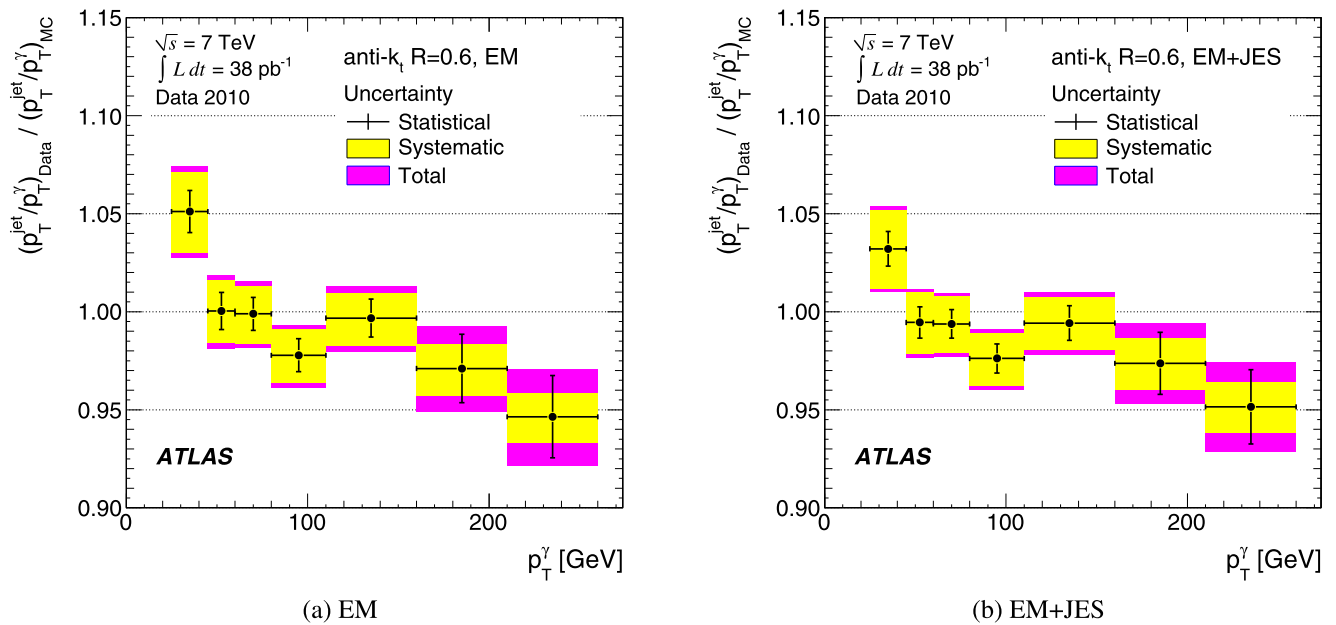 (p_T^jet/p_T^γ)_Data / (p_T^jet/p_T^γ)_MC
1.15
1.10
1.05
1.00
0.95
0.90
√s = 7 TeV
∫ L dt = 38 pb⁻¹
Data 2010
anti-k_t R=0.6, EM
Uncertainty
Statistical
Systematic
Total
ATLAS
0
100
200
p_T^γ [GeV]
(a) EM
(p_T^jet/p_T^γ)_Data / (p_T^jet/p_T^γ)_MC
1.15
1.10
1.05
1.00
0.95
0.90
√s = 7 TeV
∫ L dt = 38 pb⁻¹
Data 2010
anti-k_t R=0.6, EM+JES
Uncertainty
Statistical
Systematic
Total
ATLAS
0
100
200
p_T^γ [GeV]
(b) EM+JES